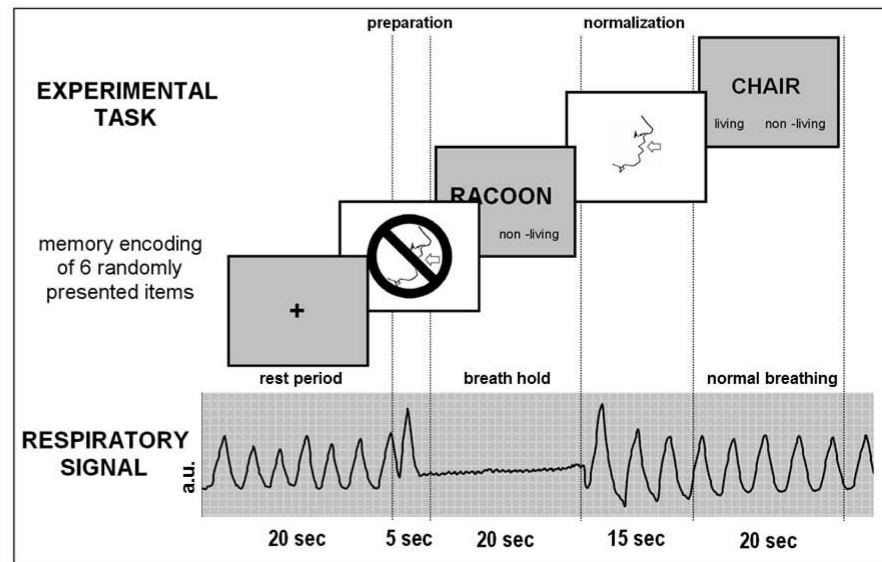 preparation
normalization
EXPERIMENTAL
TASK
CHAIR
living non -living
RACOON
non -living
memory encoding
of 6 randomly
presented items
+
rest period
breath hold
normal breathing
RESPIRATORY
SIGNAL
a.u.
20 sec
5 sec
20 sec
15 sec
20 sec